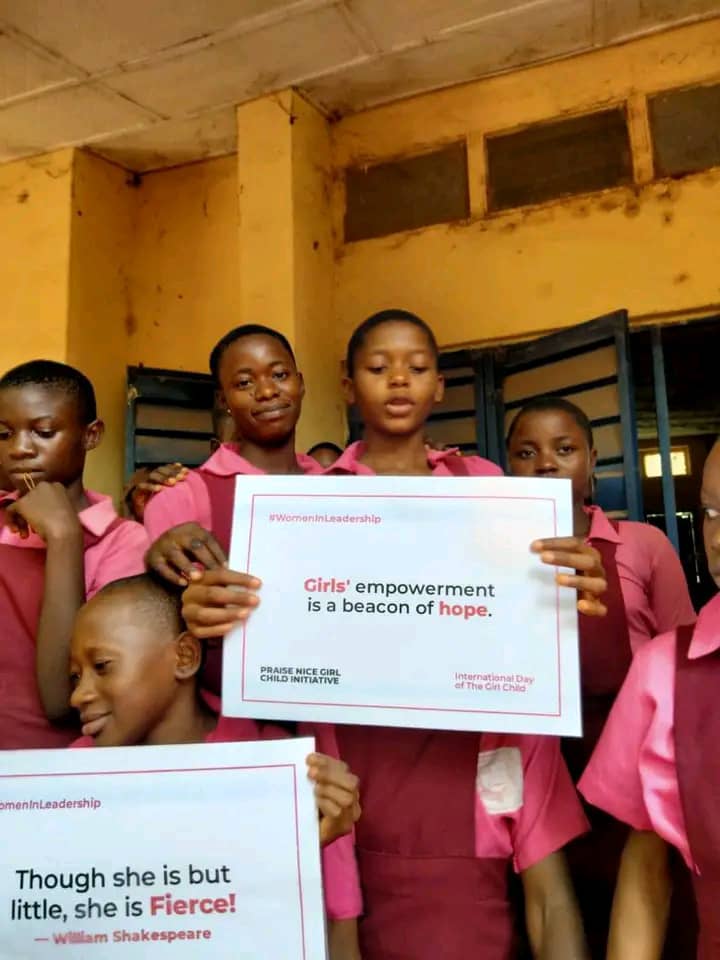 #WomenInLeadership
Girls' empowerment
is a beacon of hope.
PRAISE NICE GIRL
CHILD INITIATIVE
International Day
of The Girl Child
omenInLeadership
Though she is but
little, she is Fierce!
— William Shakespeare